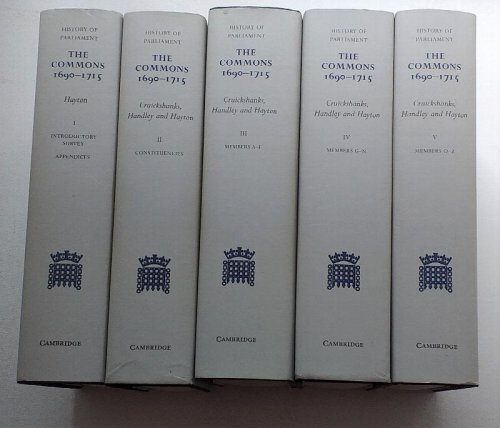 HISTORY OF
PARLIAMENT
THE
COMMONS
1690–1715
Hayton
I
INTRODUCTORY
SURVEY
APPENDICES
CAMBRIDGE
HISTORY OF
PARLIAMENT
THE
COMMONS
1690–1715
Cruickshanks,
Handley and Hayton
II
CONSTITUENCIES
CAMBRIDGE
HISTORY OF
PARLIAMENT
THE
COMMONS
1690–1715
Cruickshanks,
Handley and Hayton
III
MEMBERS A–F
CAMBRIDGE
HISTORY OF
PARLIAMENT
THE
COMMONS
1690–1715
Cruickshanks,
Handley and Hayton
IV
MEMBERS G–N
CAMBRIDGE
HISTORY OF
PARLIAMENT
THE
COMMONS
1690–1715
Cruickshanks,
Handley and Hayton
V
MEMBERS O–Z
CAMBRIDGE